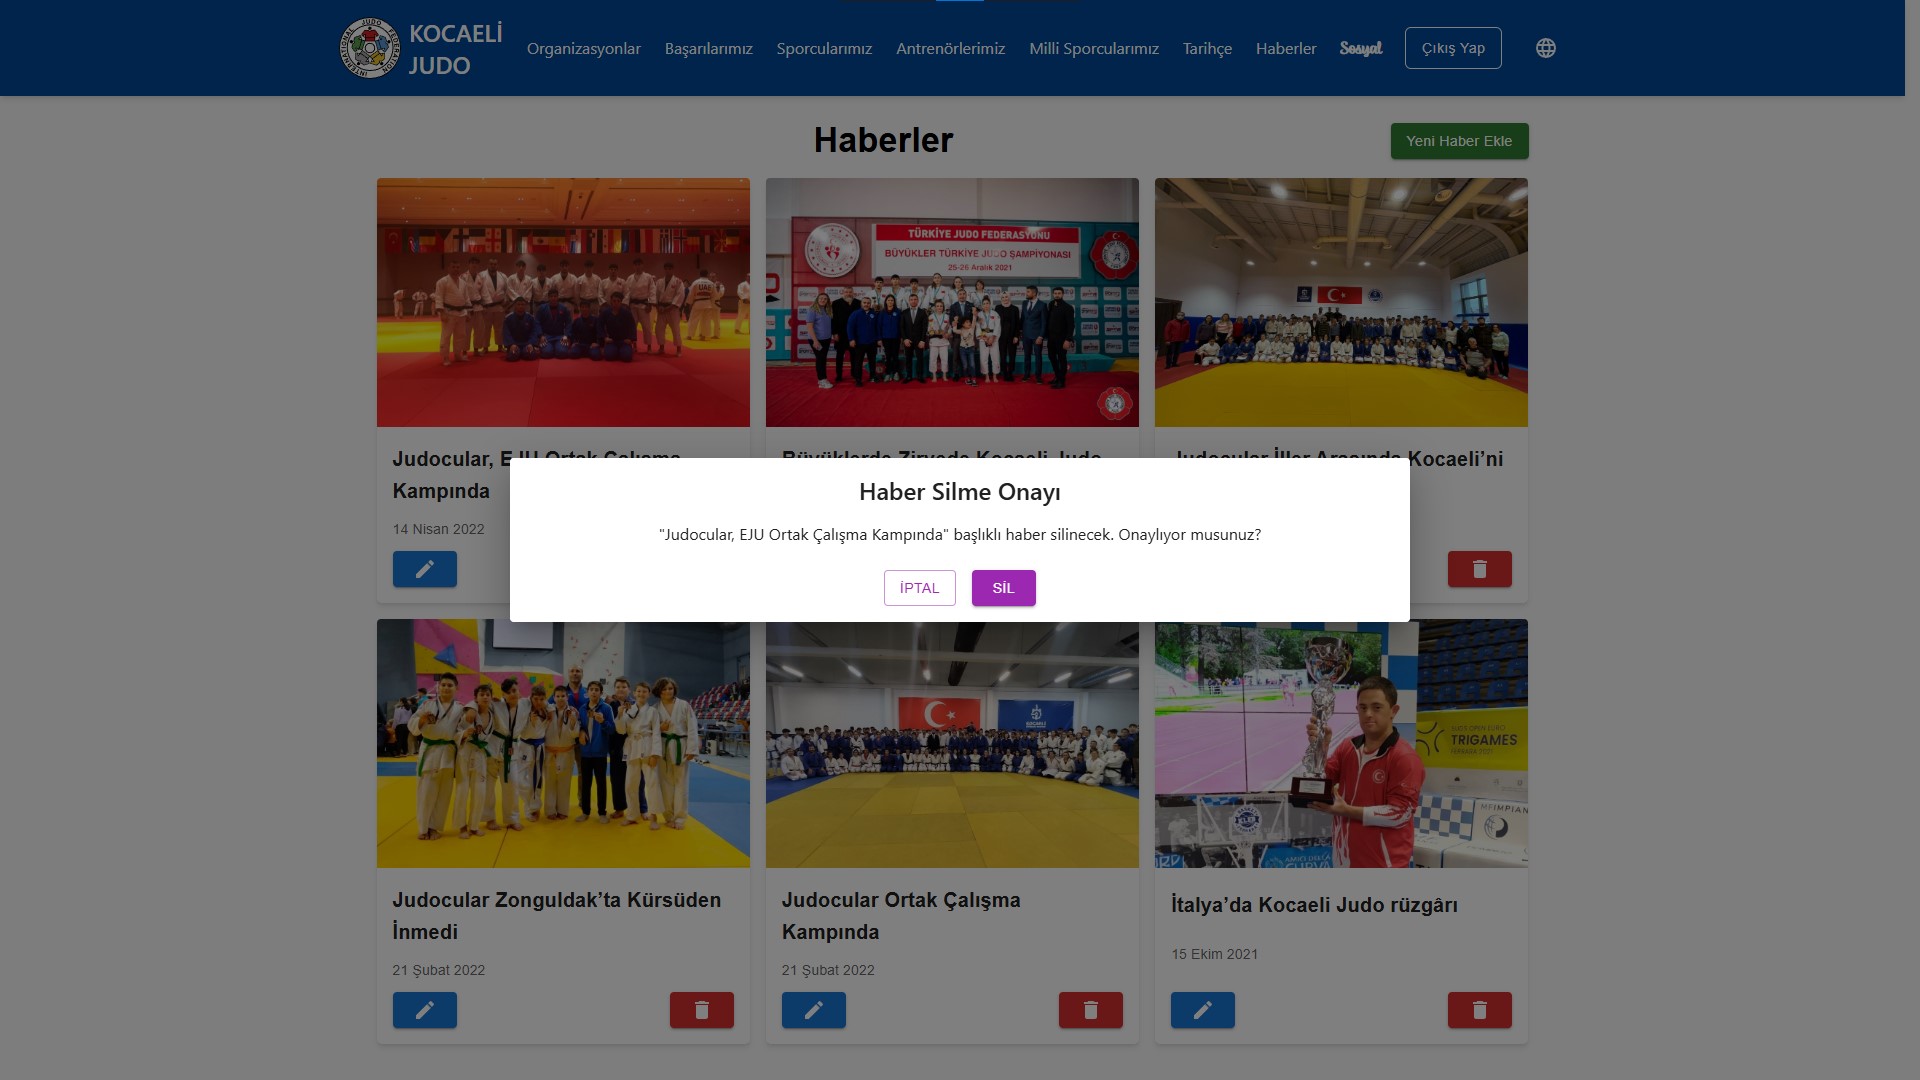 KOCAELİ
JUDO
Organizasyonlar
Başarılarımız
Sporcularımız
Antrenörlerimiz
Milli Sporcularımız
Tarihçe
Haberler
Sosyal
Çıkış Yap
Haberler
Yeni Haber Ekle
TÜRKİYE JUDO FEDERASYONU
BÜYÜKLER TÜRKİYE JUDO ŞAMPİYONASI
25-26 Aralık 2021
Judocular, EJU Ortak Çalışma
Kampında
14 Nisan 2022
Büyüklerde Zirvede Kocaeli Judo
Judocular İller Arasında Kocaeli’ni
Haber Silme Onayı
"Judocular, EJU Ortak Çalışma Kampında" başlıklı haber silinecek. Onaylıyor musunuz?
İPTAL
SİL
KOCAELİ
TRIGAMES
Judocular Zonguldak’ta Kürsüden
İnmedi
21 Şubat 2022
Judocular Ortak Çalışma
Kampında
21 Şubat 2022
İtalya’da Kocaeli Judo rüzgârı
15 Ekim 2021